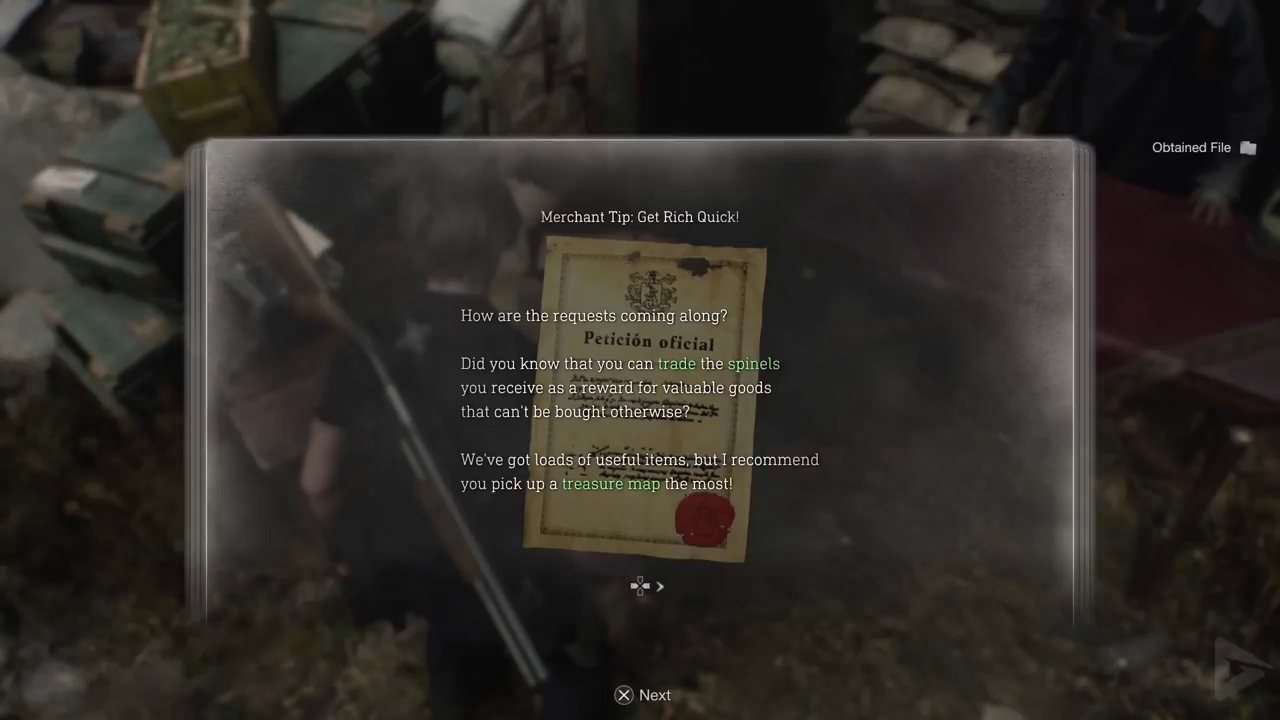 Obtained File
Merchant Tip: Get Rich Quick!
How are the requests coming along?
Petición oficial
Did you know that you can trade the spinels
you receive as a reward for valuable goods
that can't be bought otherwise?
We've got loads of useful items, but I recommend
you pick up a treasure map the most!
Next